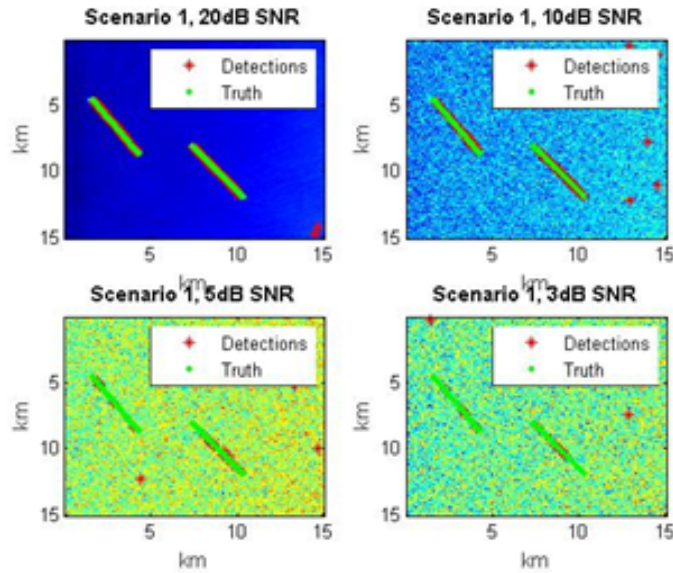 Scenario 1, 20dB SNR
Detections
Truth
km
5
10
15
5
10
15
km
Scenario 1, 10dB SNR
Detections
Truth
km
5
10
15
5
10
15
km
Scenario 1, 5dB SNR
Detections
Truth
km
5
10
15
5
10
15
km
Scenario 1, 3dB SNR
Detections
Truth
km
5
10
15
5
10
15
km